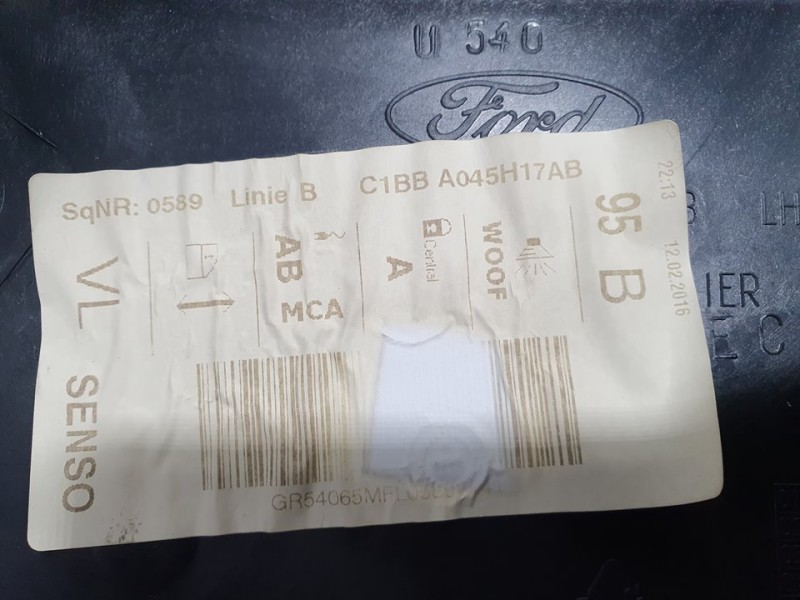 U 540
Ford
SqNR: 0589 Linie B C1BB A045H17AB
95 B
22:13 12.02.2016
WOOF
Central
A
AB
MCA
VL SENSO
LH
IER
E C
GR54065MF